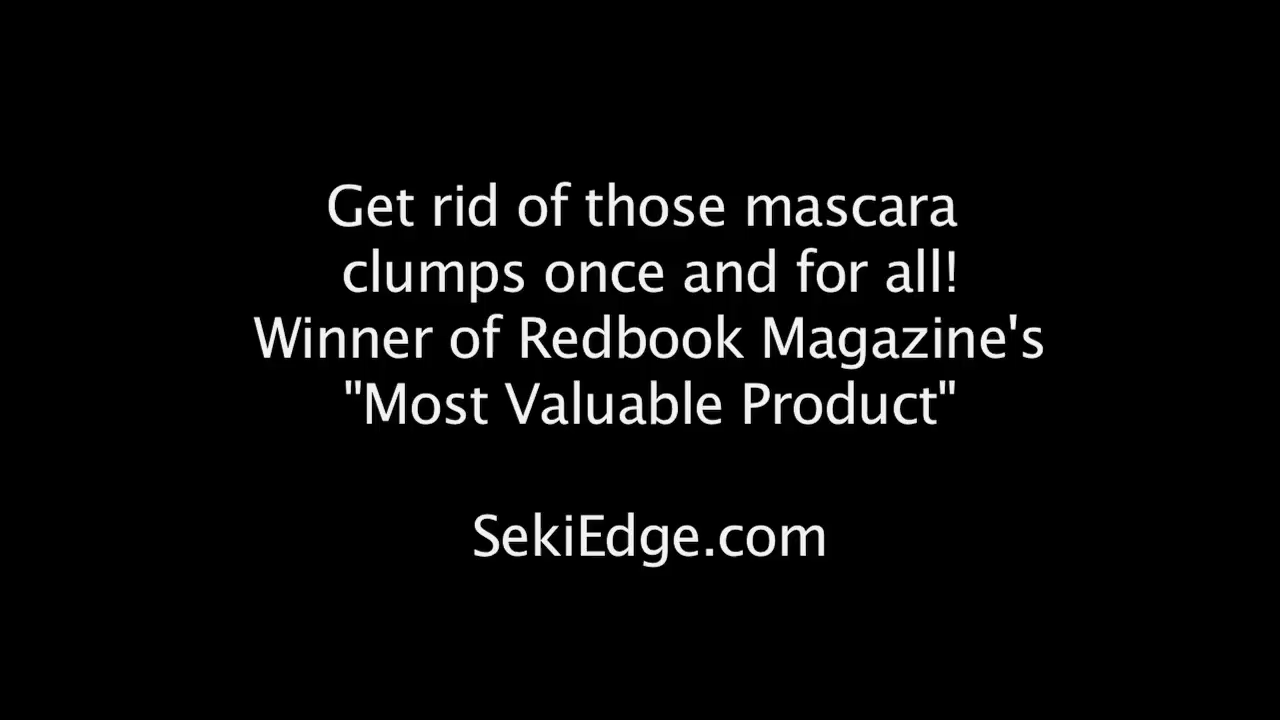 Get rid of those mascara
clumps once and for all!
Winner of Redbook Magazine's
"Most Valuable Product"
SekiEdge.com